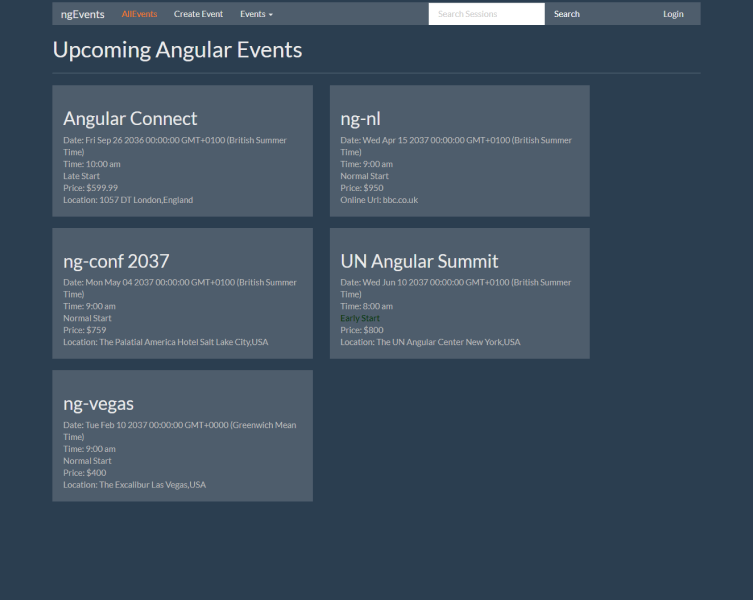 ngEvents AllEvents Create Event Events Search Sessions Search Login
Upcoming Angular Events
Angular Connect
Date: Fri Sep 26 2036 00:00:00 GMT+0100 (British Summer
Time)
Time: 10:00 am
Late Start
Price: $599.99
Location: 1057 DT London,England
ng-nl
Date: Wed Apr 15 2037 00:00:00 GMT+0100 (British Summer
Time)
Time: 9:00 am
Normal Start
Price: $950
Online Url: bbc.co.uk
ng-conf 2037
Date: Mon May 04 2037 00:00:00 GMT+0100 (British Summer
Time)
Time: 9:00 am
Normal Start
Price: $759
Location: The Palatial America Hotel Salt Lake City,USA
UN Angular Summit
Date: Wed Jun 10 2037 00:00:00 GMT+0100 (British Summer
Time)
Time: 8:00 am
Early Start
Price: $800
Location: The UN Angular Center New York,USA
ng-vegas
Date: Tue Feb 10 2037 00:00:00 GMT+0000 (Greenwich Mean
Time)
Time: 9:00 am
Normal Start
Price: $400
Location: The Excalibur Las Vegas,USA